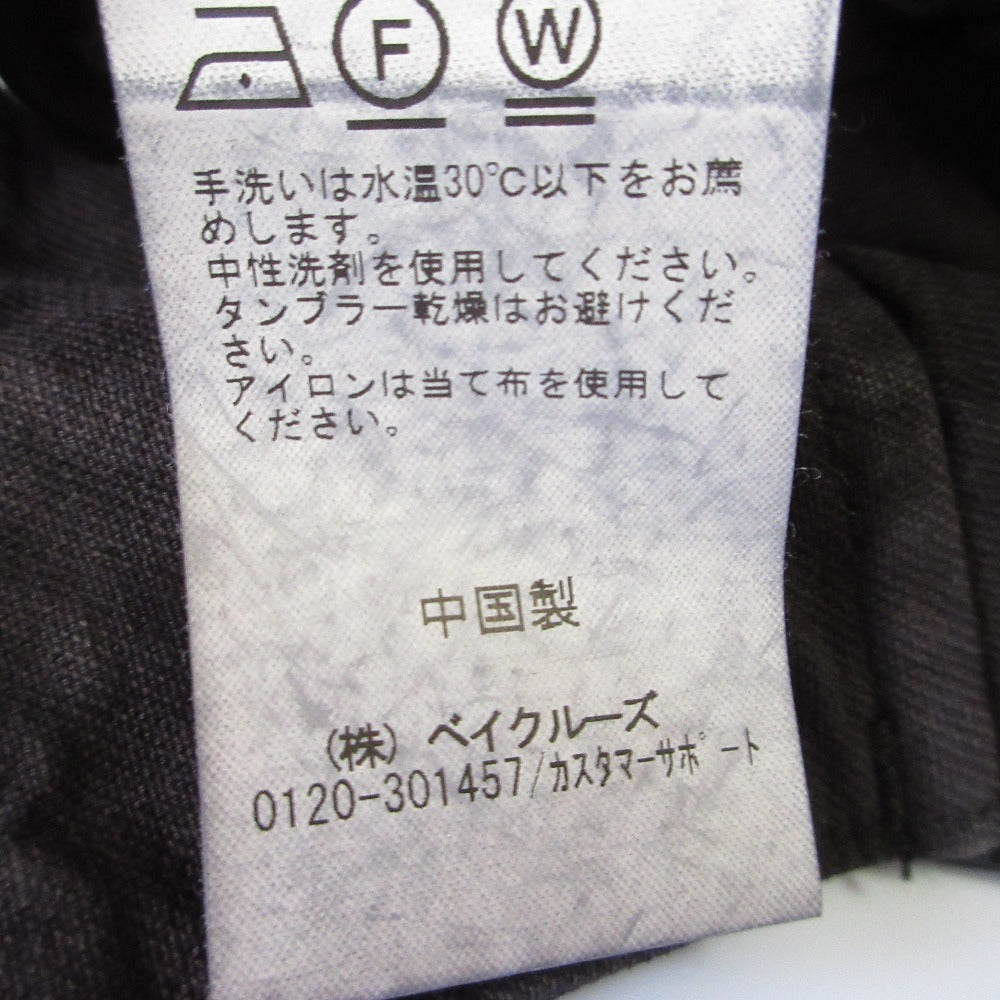 F W
手洗いは水温30℃以下をお薦
めします。
中性洗剤を使用してください。
タンブラー乾燥はお避けくだ
さい。
アイロンは当て布を使用して
ください。
中国製
(株) ベイクルーズ
0120-301457/カスタマーサポート